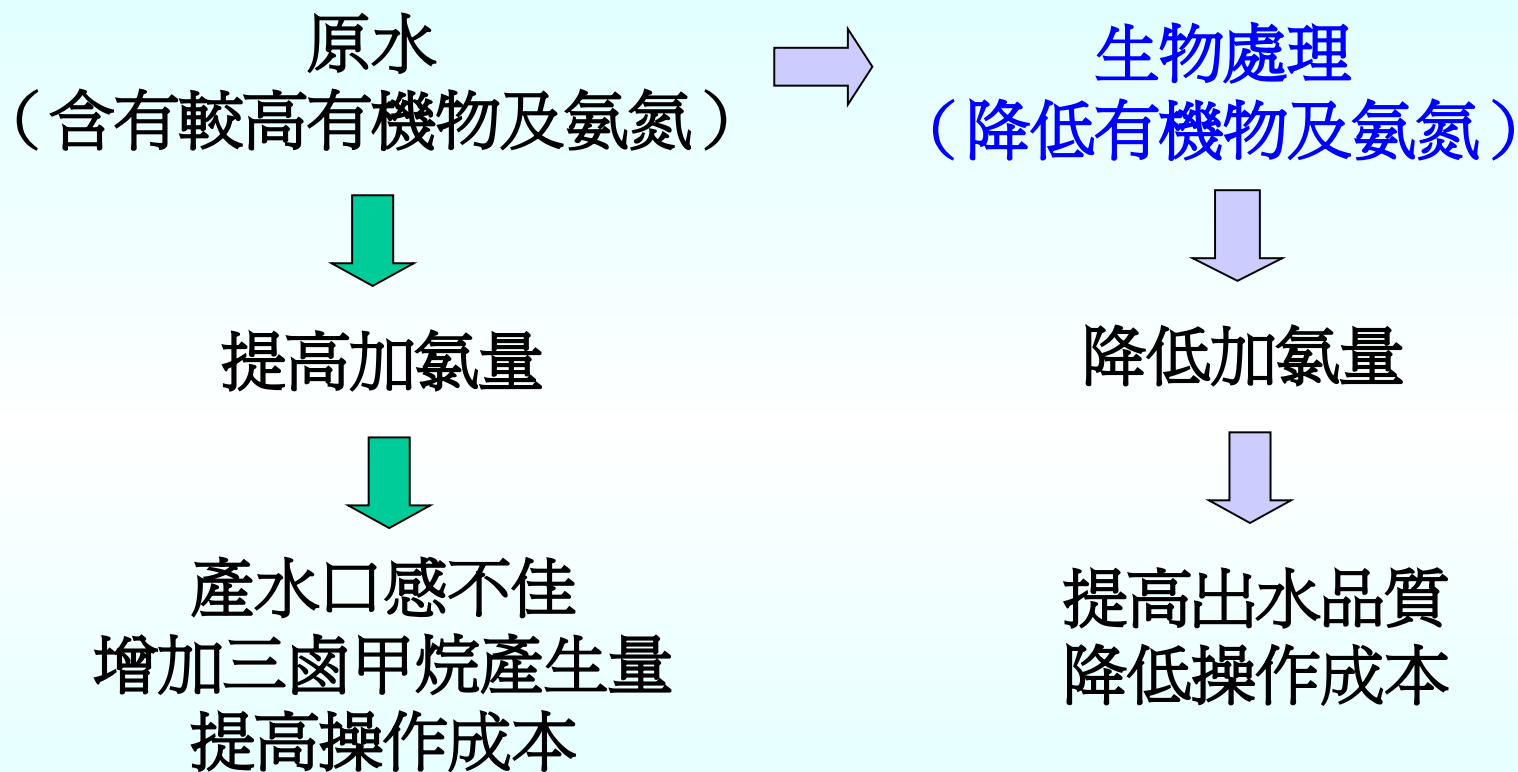 原水
（含有較高有機物及氨氮）
生物處理
（降低有機物及氨氮）
提高加氯量
降低加氯量
產水口感不佳
增加三鹵甲烷產生量
提高操作成本
提高出水品質
降低操作成本